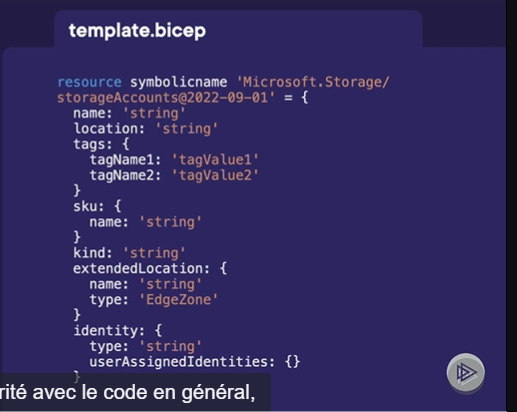 template.bicep
resource symbolicname 'Microsoft.Storage/
storageAccounts@2022-09-01' = {
name: 'string'
location: 'string'
tags: {
tagName1: 'tagValue1'
tagName2: 'tagValue2'
}
sku: {
name: 'string'
}
kind: 'string'
extendedLocation: {
name: 'string'
type: 'EdgeZone'
}
identity: {
type: 'string'
userAssignedIdentities: {}
}
avec le code en général,